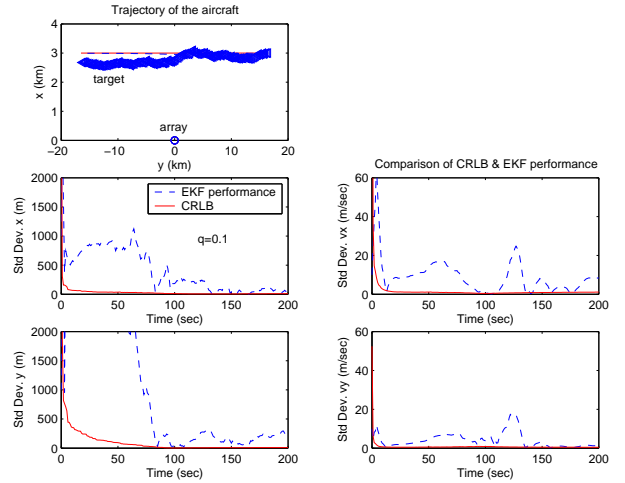 Trajectory of the aircraft
4
3
2
1
0
x (km)
target
array
−20
−10
0
10
20
y (km)
Comparison of CRLB & EKF performance
2000
1500
1000
500
0
Std Dev. x (m)
EKF performance
CRLB
q=0.1
0
50
100
150
200
Time (sec)
60
40
20
0
Std Dev. vx (m/sec)
0
50
100
150
200
Time (sec)
2000
1500
1000
500
0
Std Dev. y (m)
0
50
100
150
200
Time (sec)
60
40
20
0
Std Dev. vy (m/sec)
0
50
100
150
200
Time (sec)